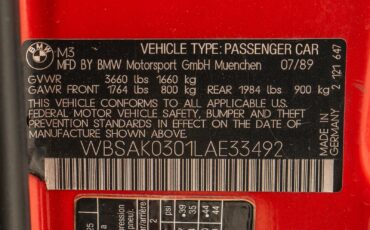 BMW M3 VEHICLE TYPE: PASSENGER CAR
MFD BY BMW Motorsport GmbH Muenchen 07/89
GVWR 3660 lbs 1660 kg
GAWR FRONT 1764 lbs 800 kg REAR 1984 lbs 900 kg
THIS VEHICLE CONFORMS TO ALL APPLICABLE
FEDERAL MOTOR VEHICLE SAFETY, BUMPER AND THEFT
PREVENTION STANDARDS IN EFFECT ON THE DATE OF
MANUFACTURE SHOWN ABOVE.
WBSAK0301LAE33492
MADE IN
GERMANY
2 121 647